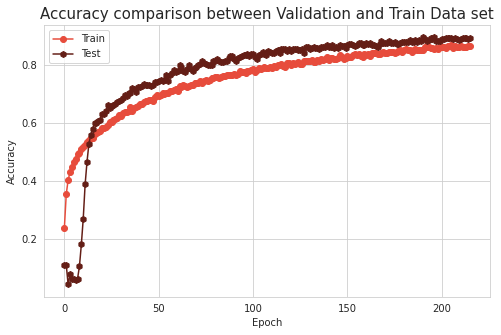 Accuracy comparison between Validation and Train Data set
Train
Test
Accuracy
0.8
0.6
0.4
0.2
0
50
100
150
200
Epoch